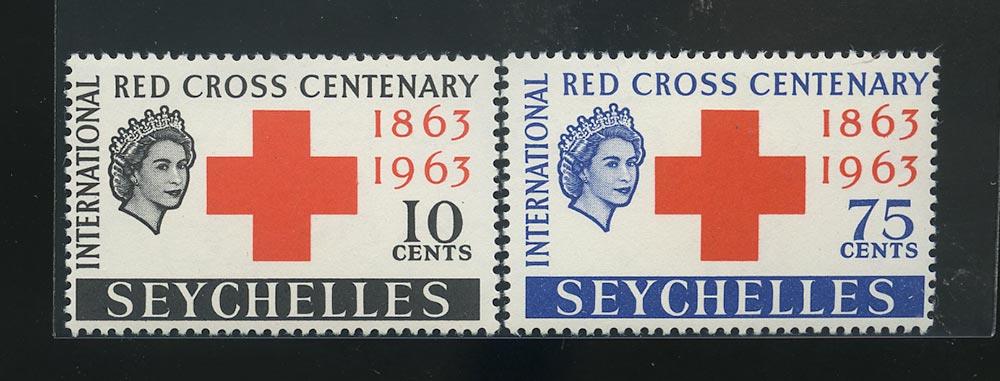 INTERNATIONAL
RED CROSS CENTENARY
1863
1963
10
CENTS
SEYCHELLES
INTERNATIONAL
RED CROSS CENTENARY
1863
1963
75
CENTS
SEYCHELLES